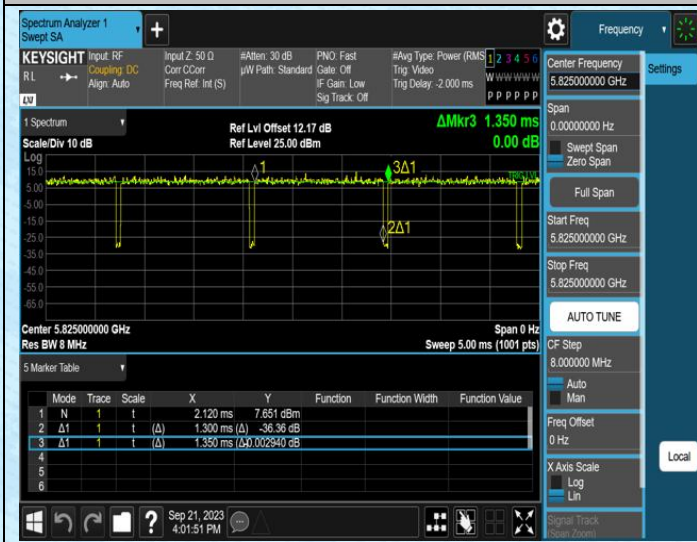 Spectrum Analyzer 1
Swept SA
+
Frequency
KEYSIGHT
RL
LXI
Input: RF
Coupling: DC
Align: Auto
Input Z: 50 Ω
Corr CCorr
Freq Ref: Int (S)
#Atten: 30 dB
µW Path: Standard
PNO: Fast
Gate: Off
IF Gain: Low
Sig Track: Off
#Avg Type: Power (RMS
Trig: Video
Trig Delay: -2.000 ms
1 2 3 4 5 6
W W W W W W
P P P P P P
1 Spectrum
Scale/Div 10 dB
Ref Lvl Offset 12.17 dB
Ref Level 25.00 dBm
ΔMkr3 1.350 ms
0.00 dB
Log
15.0
5.00
-5.00
-15.0
-25.0
-35.0
-45.0
-55.0
-65.0
1
3Δ1
2Δ1
TRIG LVL
Center 5.825000000 GHz
Span 0 Hz
Res BW 8 MHz
Sweep 5.00 ms (1001 pts)
5 Marker Table
Mode Trace Scale X Y Function Function Width Function Value
1 N 1 t 2.120 ms 7.651 dBm
2 Δ1 1 t (Δ) 1.300 ms (Δ) -36.36 dB
3 Δ1 1 t (Δ) 1.350 ms (Δ)-0.002940 dB
4
5
6
?
Sep 21, 2023
4:01:51 PM
Center Frequency
5.825000000 GHz
Span
0.00000000 Hz
Swept Span
Zero Span
Full Span
Start Freq
5.825000000 GHz
Stop Freq
5.825000000 GHz
AUTO TUNE
CF Step
8.000000 MHz
Auto
Man
Freq Offset
0 Hz
X Axis Scale
Log
Lin
Signal Track
(Span Zoom)
Settings
Local